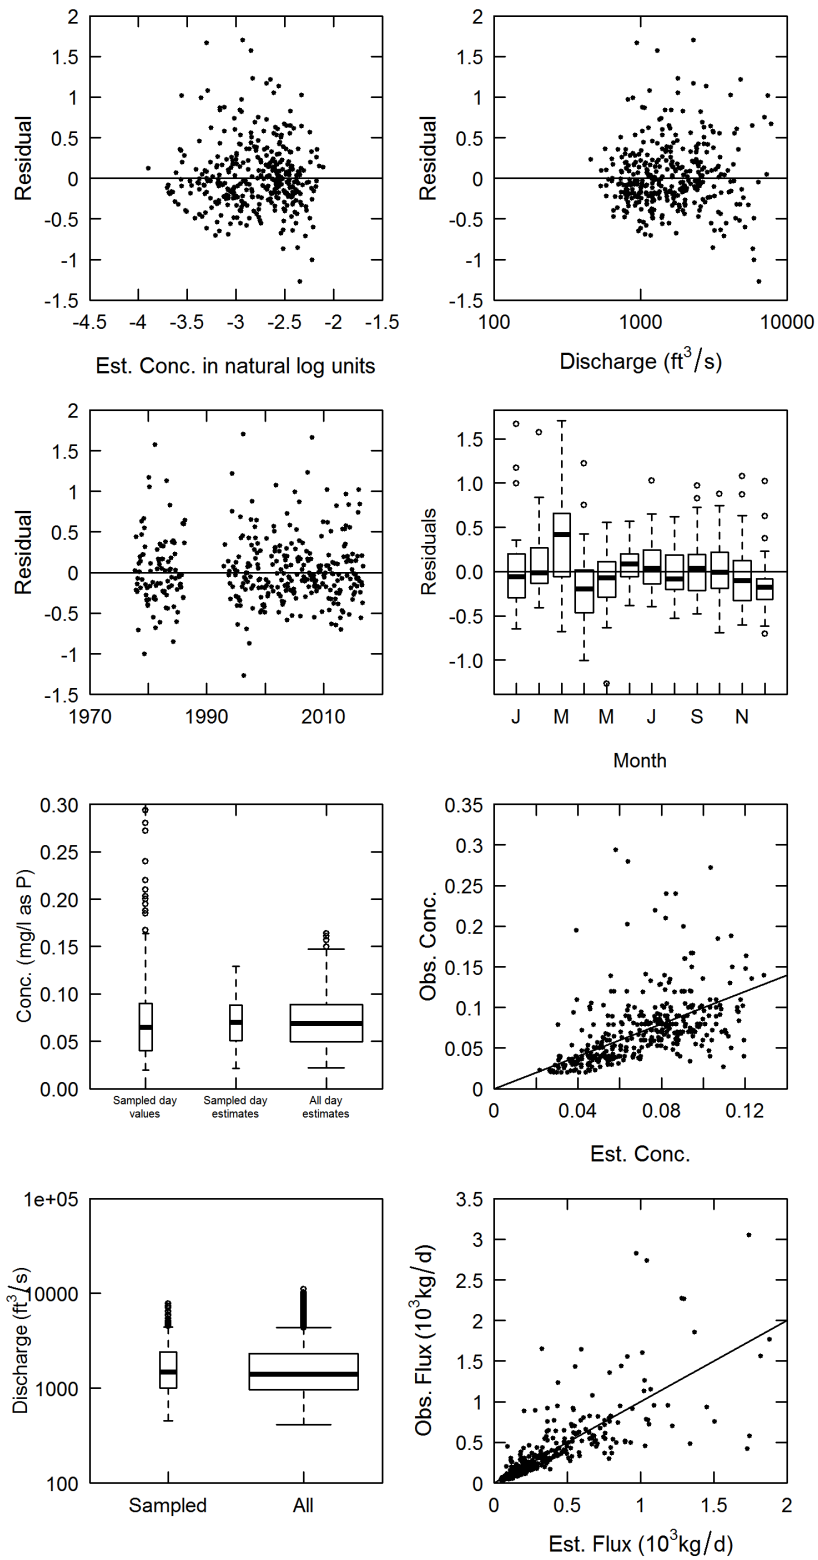 2
1.5
1
0.5
0
-0.5
-1
-1.5
Residual
-4.5 -4 -3.5 -3 -2.5 -2 -1.5
Est. Conc. in natural log units
2
1.5
1
0.5
0
-0.5
-1
-1.5
Residual
100 1000 10000
Discharge (ft³/s)
2
1.5
1
0.5
0
-0.5
-1
-1.5
Residual
1970 1990 2010
1.5
1.0
0.5
0.0
-0.5
-1.0
Residuals
J M M J S N
Month
0.30
0.25
0.20
0.15
0.10
0.05
0.00
Conc. (mg/l as P)
Sampled day Sampled day All day
values estimates estimates
0.35
0.3
0.25
0.2
0.15
0.1
0.05
0
Obs. Conc.
0 0.04 0.08 0.12
Est. Conc.
1e+05
10000
1000
100
Discharge (ft³/s)
Sampled All
3.5
3
2.5
2
1.5
1
0.5
0
Obs. Flux (10³kg/d)
0 0.5 1 1.5 2
Est. Flux (10³kg/d)